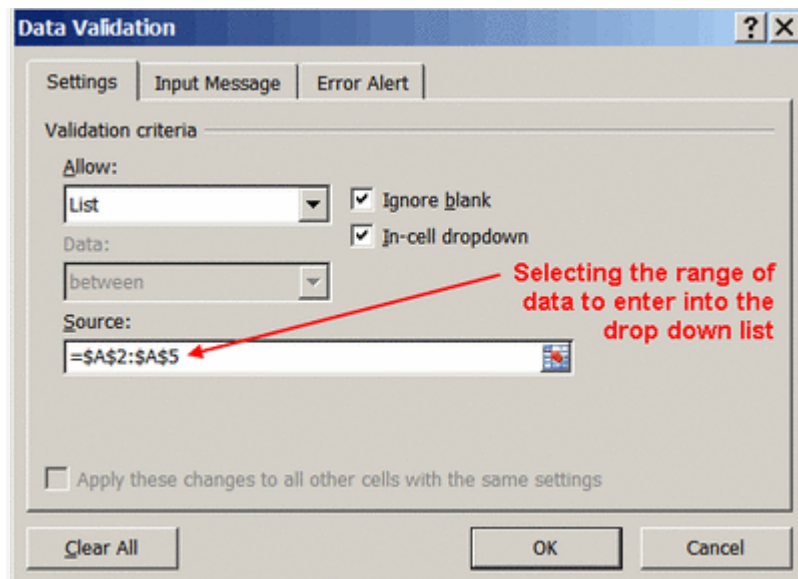 Data Validation
Settings
Input Message
Error Alert
Validation criteria
Allow:
List
Ignore blank
In-cell dropdown
Data:
between
Selecting the range of
data to enter into the
drop down list
Source:
=$A$2:$A$5
Apply these changes to all other cells with the same settings
Clear All
OK
Cancel